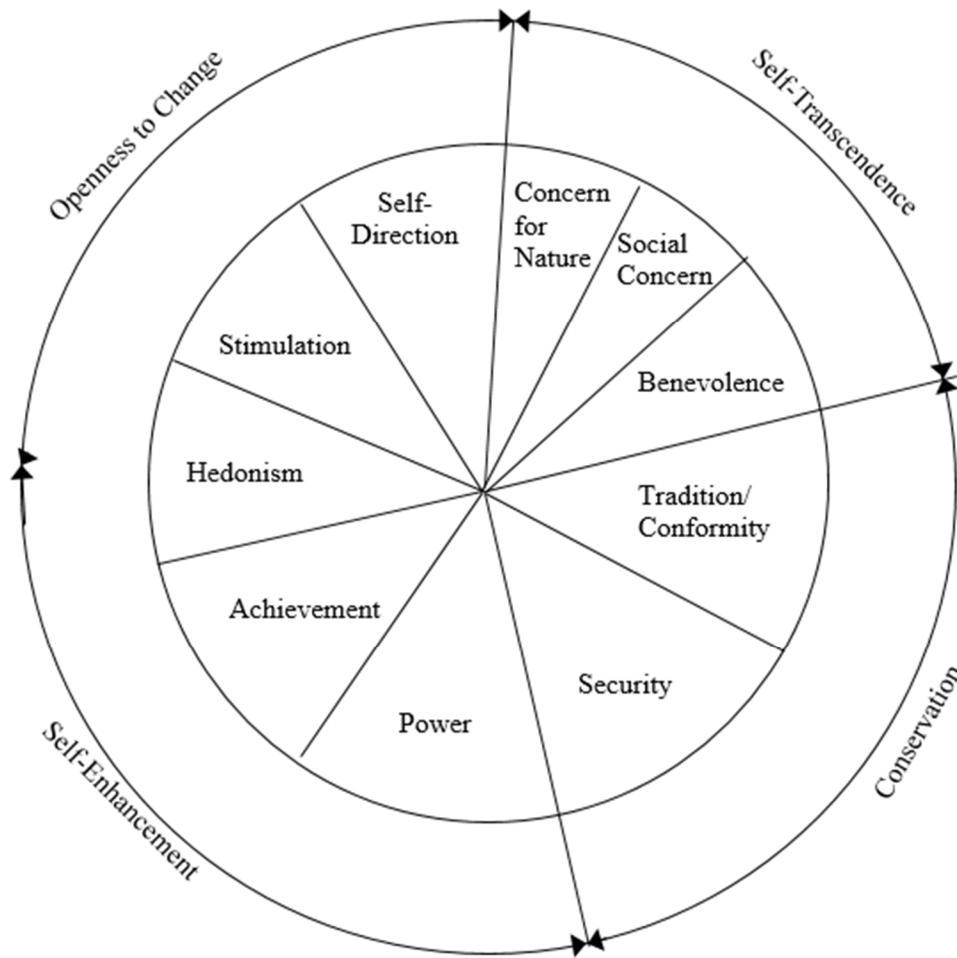 Openness to Change
Self-Transcendence
Self-
Direction
Concern
for
Nature
Social
Concern
Stimulation
Benevolence
Hedonism
Tradition/
Conformity
Achievement
Security
Power
Self-Enhancement
Conservation